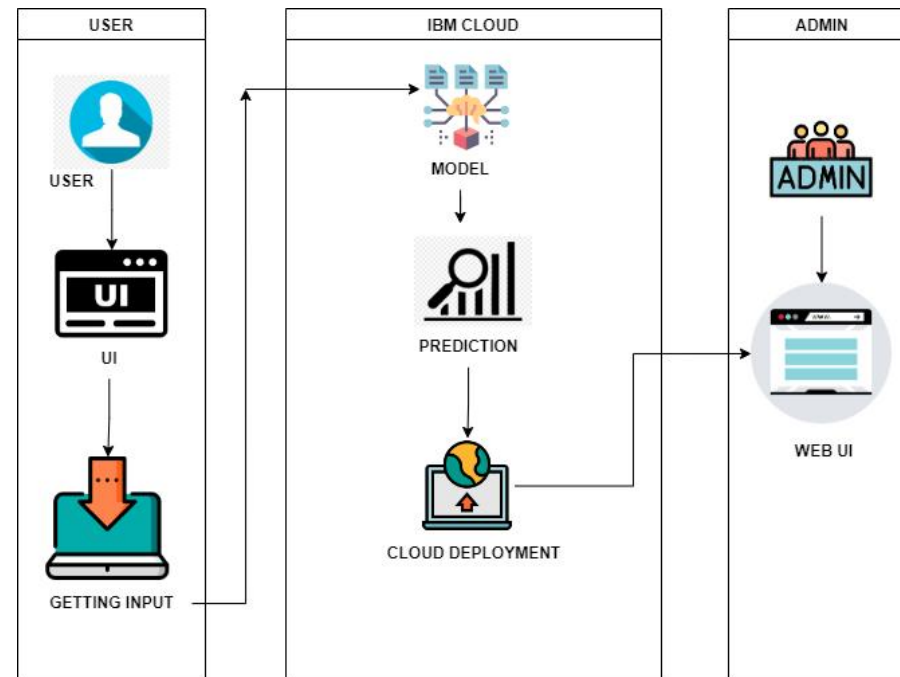 USER
IBM CLOUD
ADMIN
USER
UI
UI
GETTING INPUT
MODEL
PREDICTION
CLOUD DEPLOYMENT
ADMIN
WEB UI